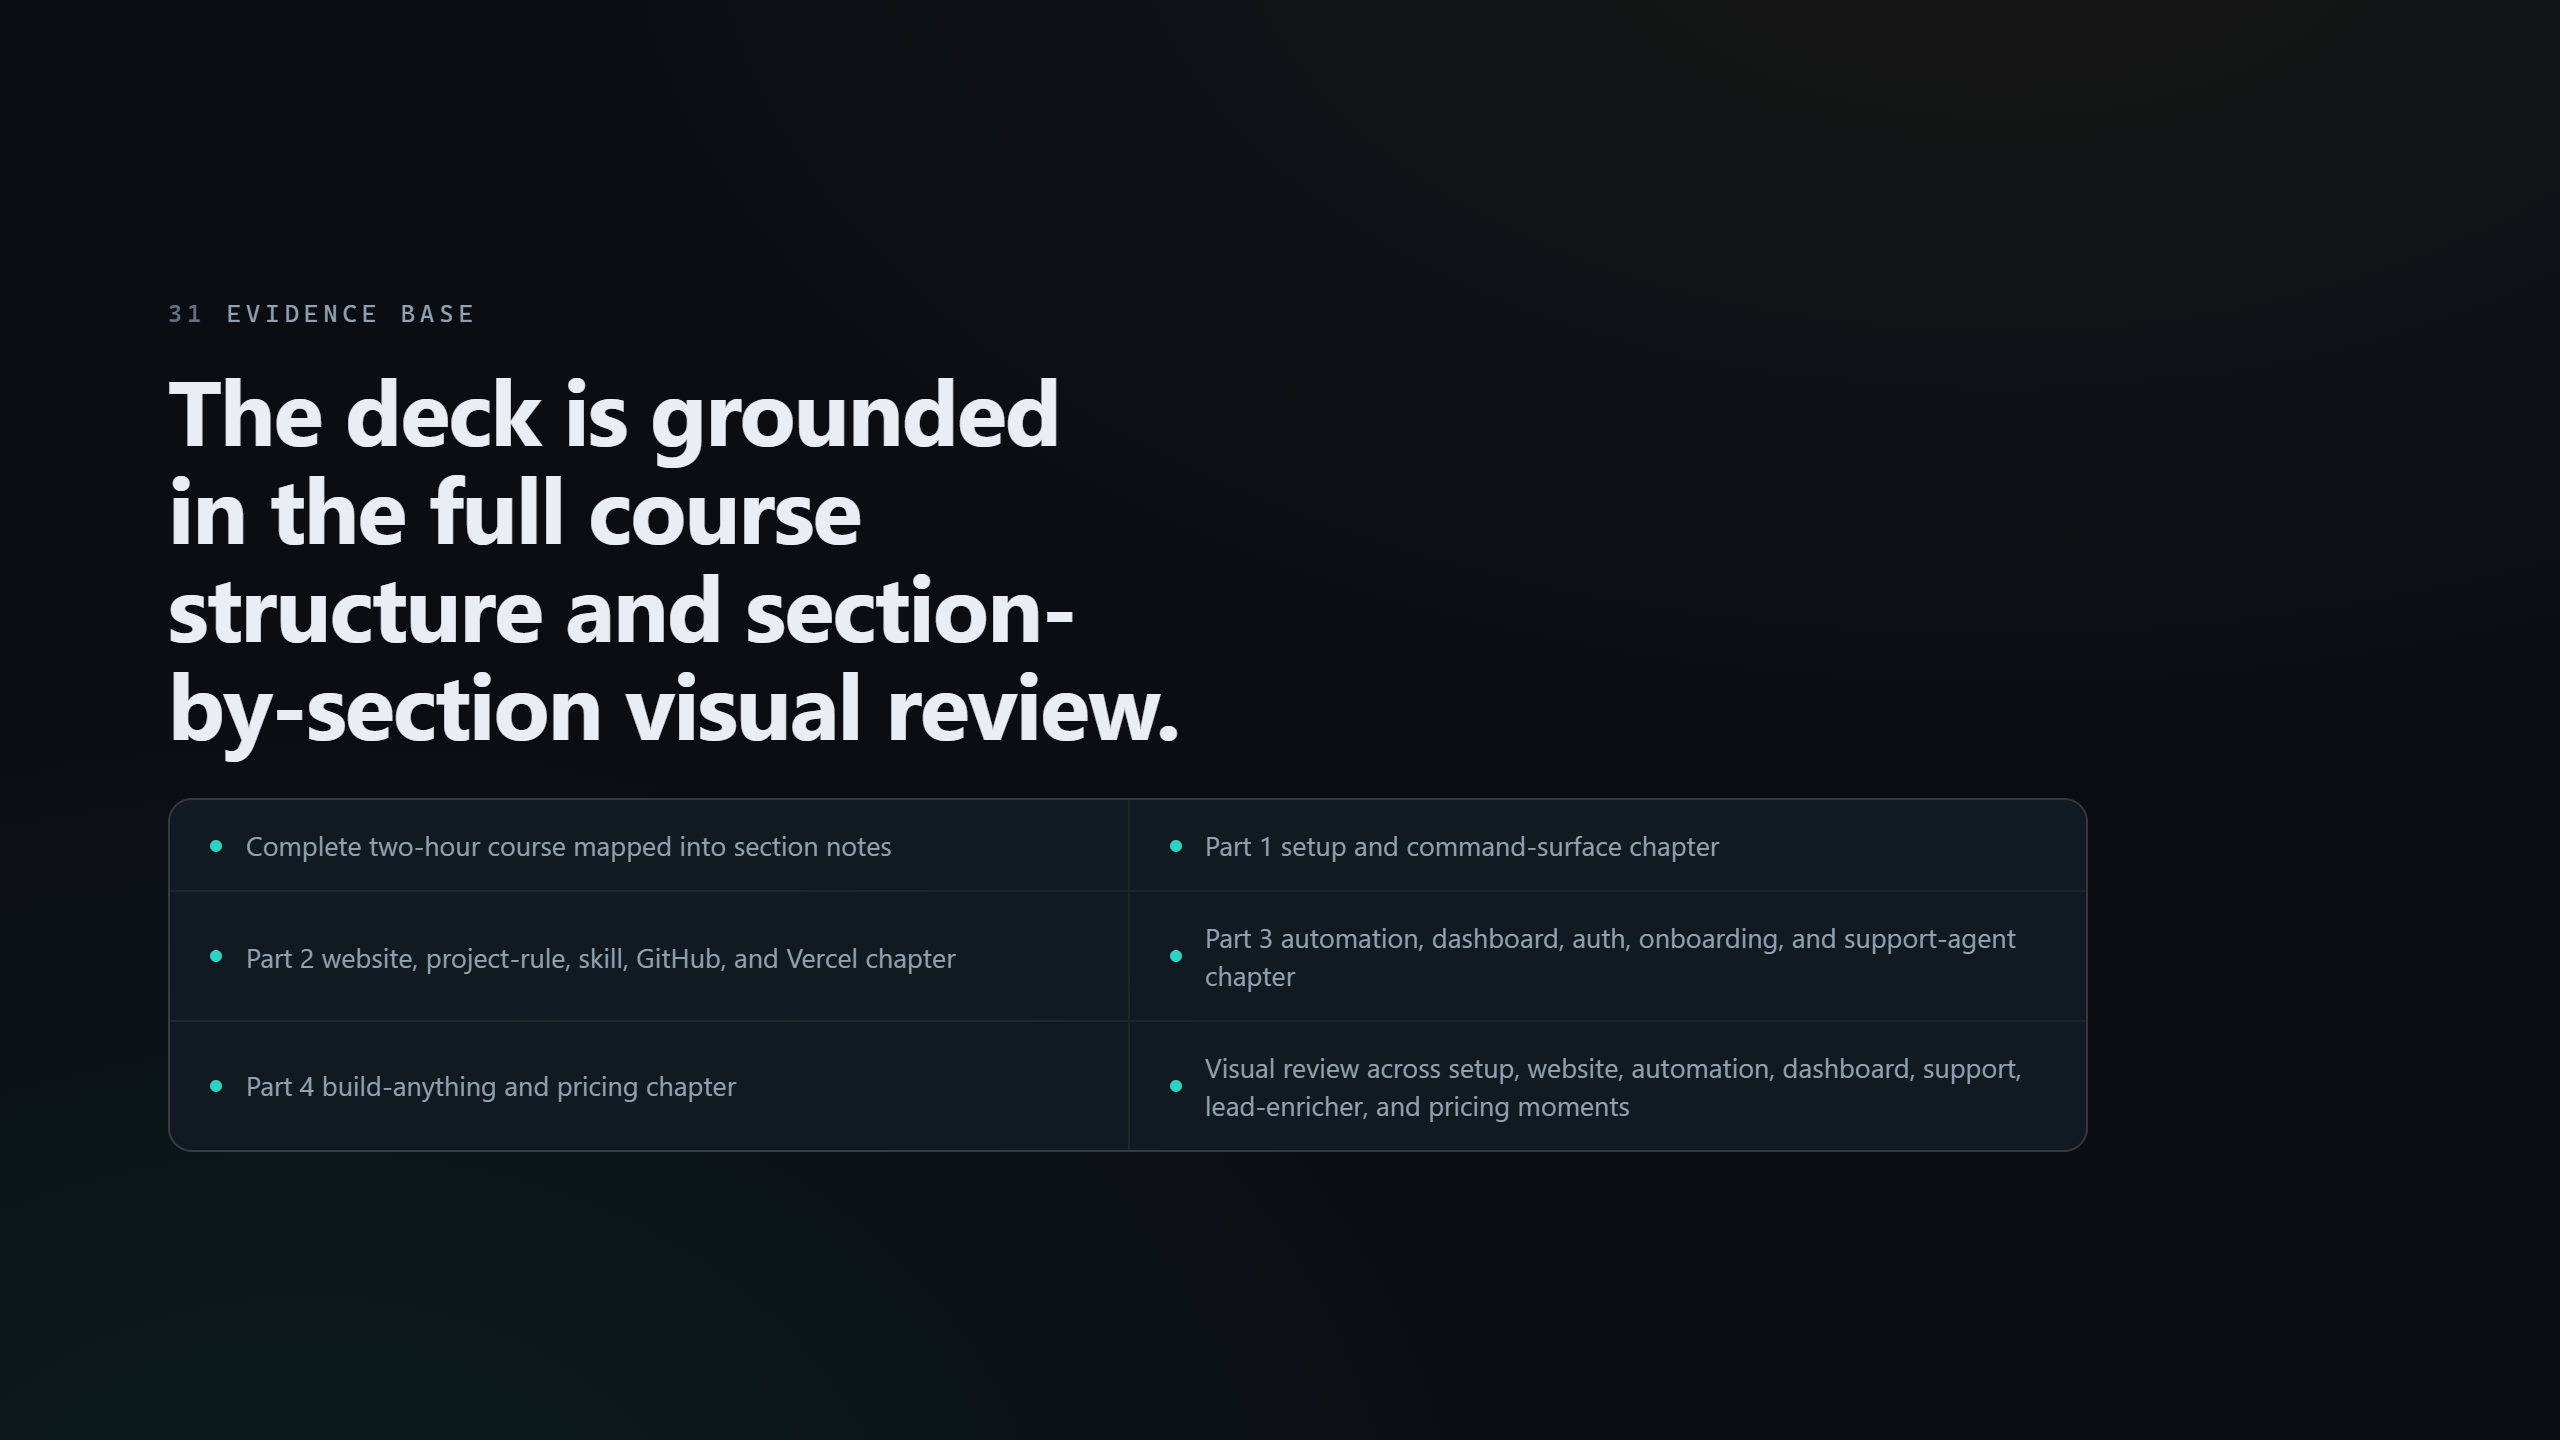 31 EVIDENCE BASE
The deck is grounded
in the full course
structure and section-
by-section visual review.
Complete two-hour course mapped into section notes
Part 1 setup and command-surface chapter
Part 2 website, project-rule, skill, GitHub, and Vercel chapter
Part 3 automation, dashboard, auth, onboarding, and support-agent
chapter
Part 4 build-anything and pricing chapter
Visual review across setup, website, automation, dashboard, support,
lead-enricher, and pricing moments